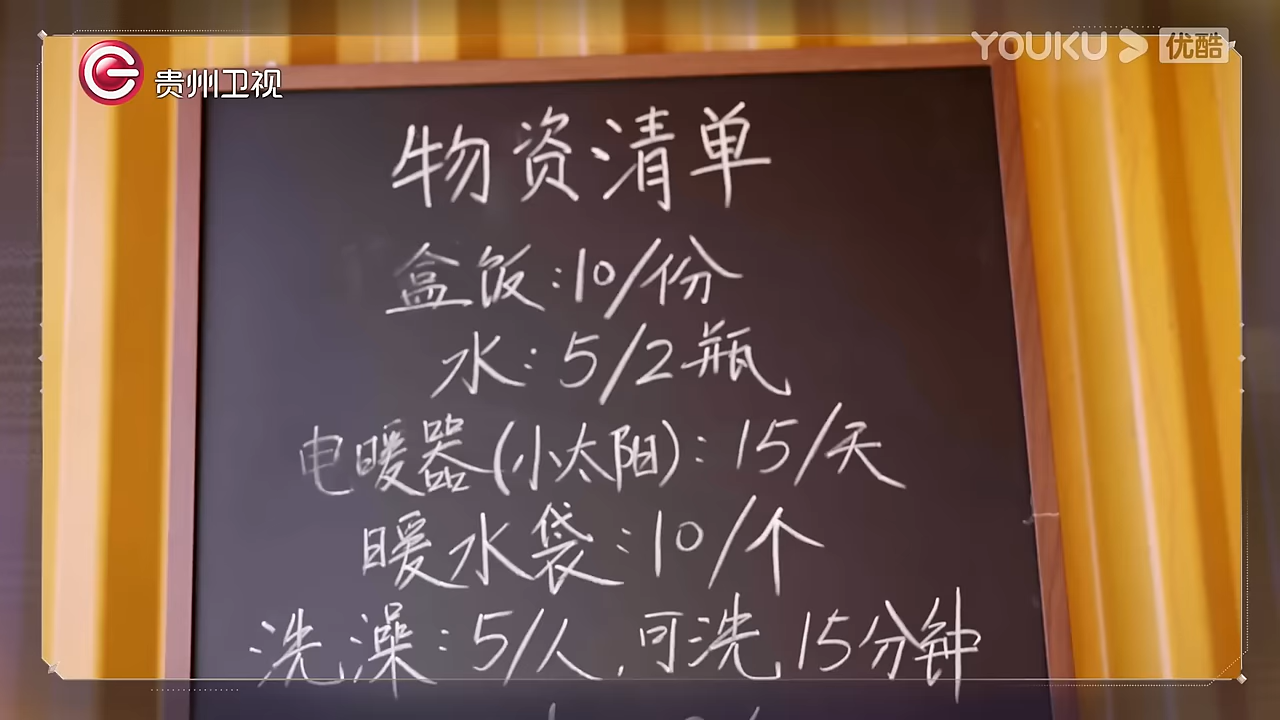 贵州卫视
YOUKU 优酷
物资清单
盒饭:10/份
水:5/2瓶
电暖器(小太阳):15/天
暖水袋:10/个
洗澡:5/人,可洗15分钟